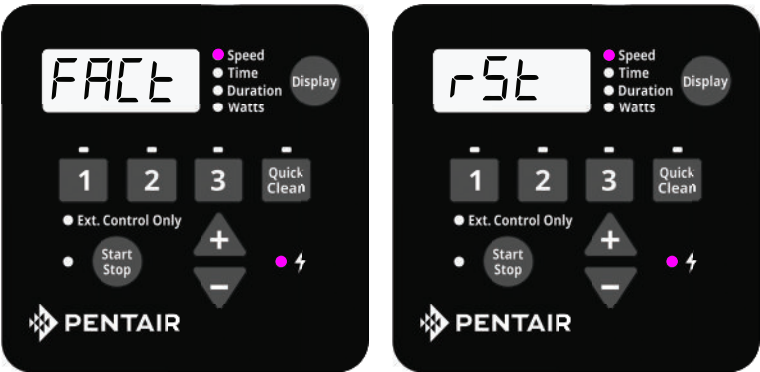 FACt
Speed
Time
Duration
Watts
Display
1 2 3 Quick
Clean
Ext. Control Only
Start
Stop
+
−
PENTAIR
rSt
Speed
Time
Duration
Watts
Display
1 2 3 Quick
Clean
Ext. Control Only
Start
Stop
+
−
PENTAIR